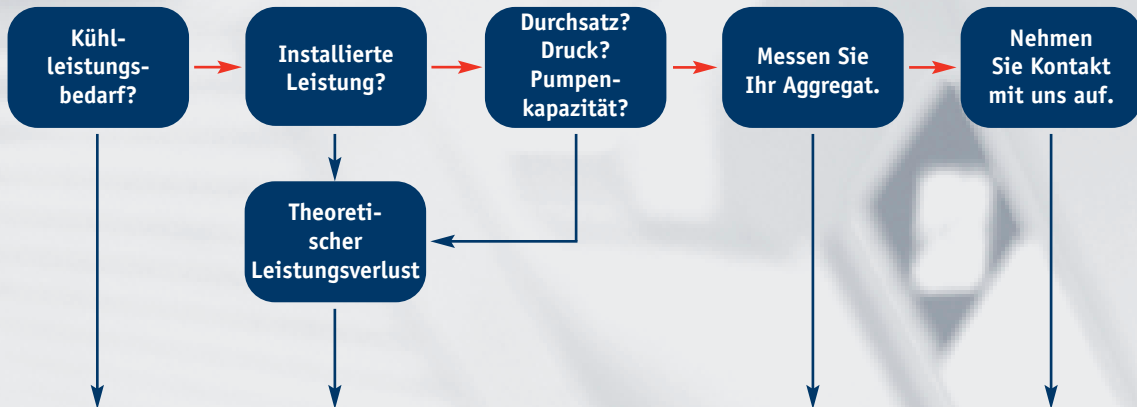 Kühl-
leistungs-
bedarf?
Installierte
Leistung?
Durchsatz?
Druck?
Pumpen-
kapazität?
Messen Sie
Ihr Aggregat.
Nehmen
Sie Kontakt
mit uns auf.
Theoreti-
scher
Leistungsverlust